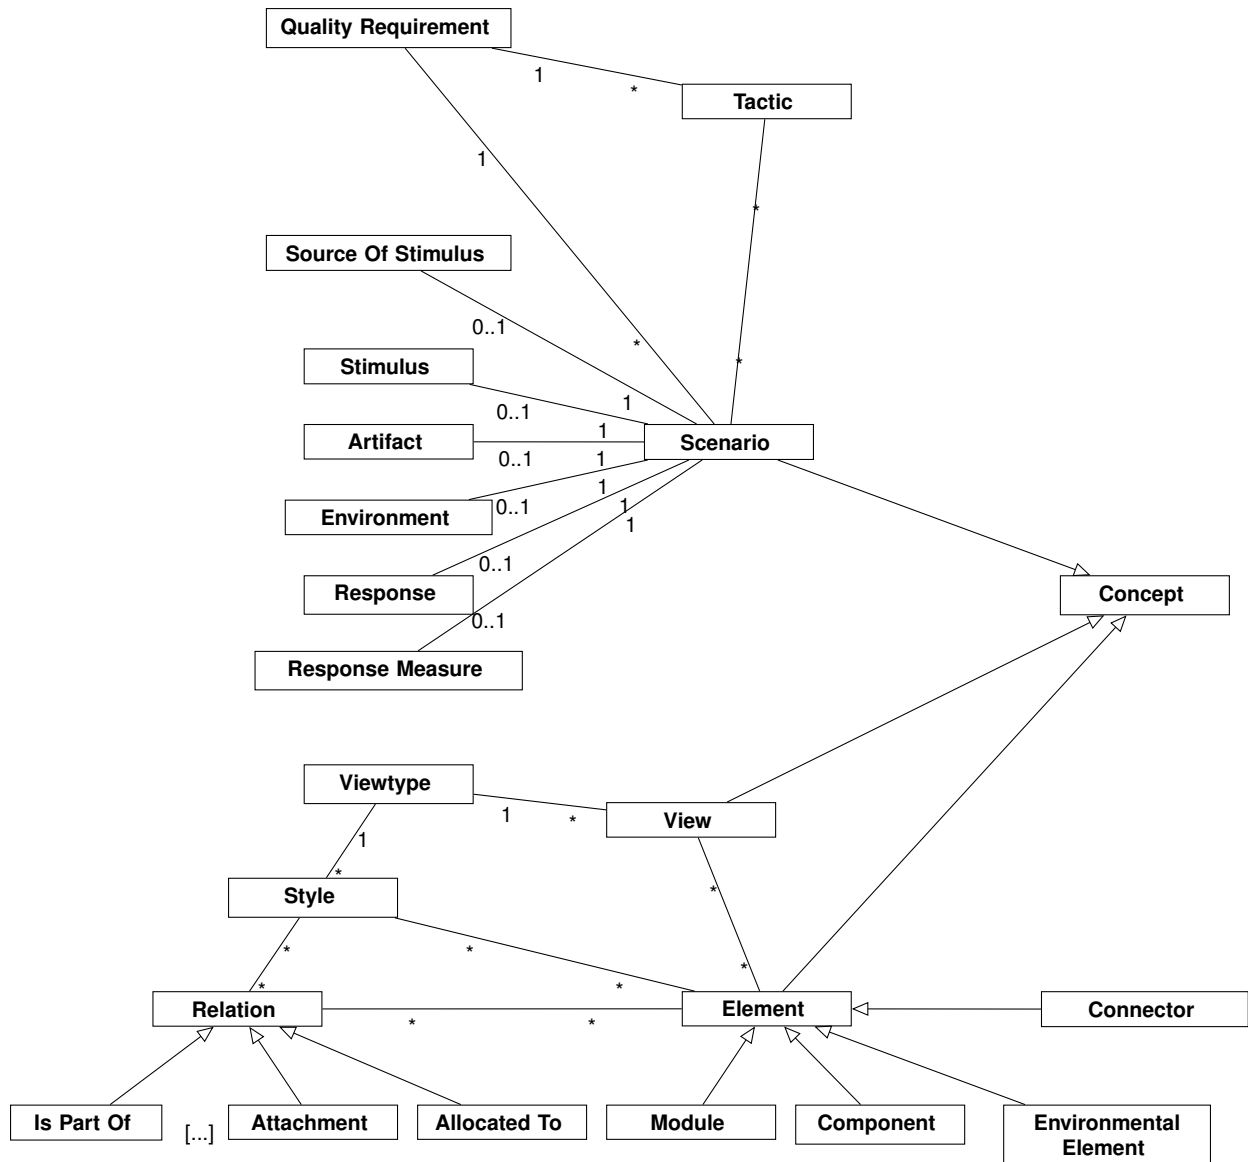 Quality Requirement
1
*
Tactic
1
*
Source Of Stimulus
0..1
*
*
Stimulus
0..1
1
Artifact
1
Scenario
0..1
1
Environment
0..1
1
1
1
0..1
Response
Concept
0..1
Response Measure
Viewtype
1
*
View
1
*
Style
*
*
*
*
*
*
Relation
Element
Connector
*
*
Is Part Of
[...]
Attachment
Allocated To
Module
Component
Environmental
Element